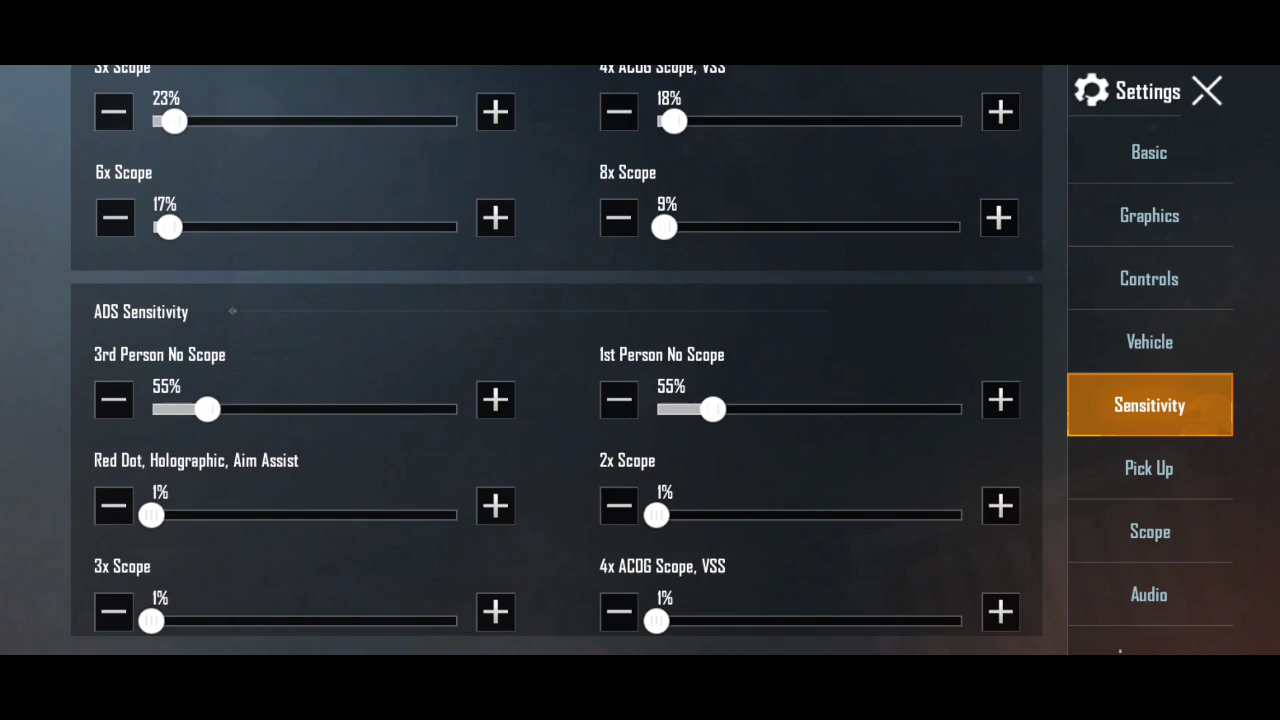 3x Scope
4x ACOG Scope, VSS
23%
18%
6x Scope
8x Scope
17%
9%
ADS Sensitivity
3rd Person No Scope
1st Person No Scope
55%
55%
Red Dot, Holographic, Aim Assist
2x Scope
1%
1%
3x Scope
4x ACOG Scope, VSS
1%
1%
Settings
Basic
Graphics
Controls
Vehicle
Sensitivity
Pick Up
Scope
Audio